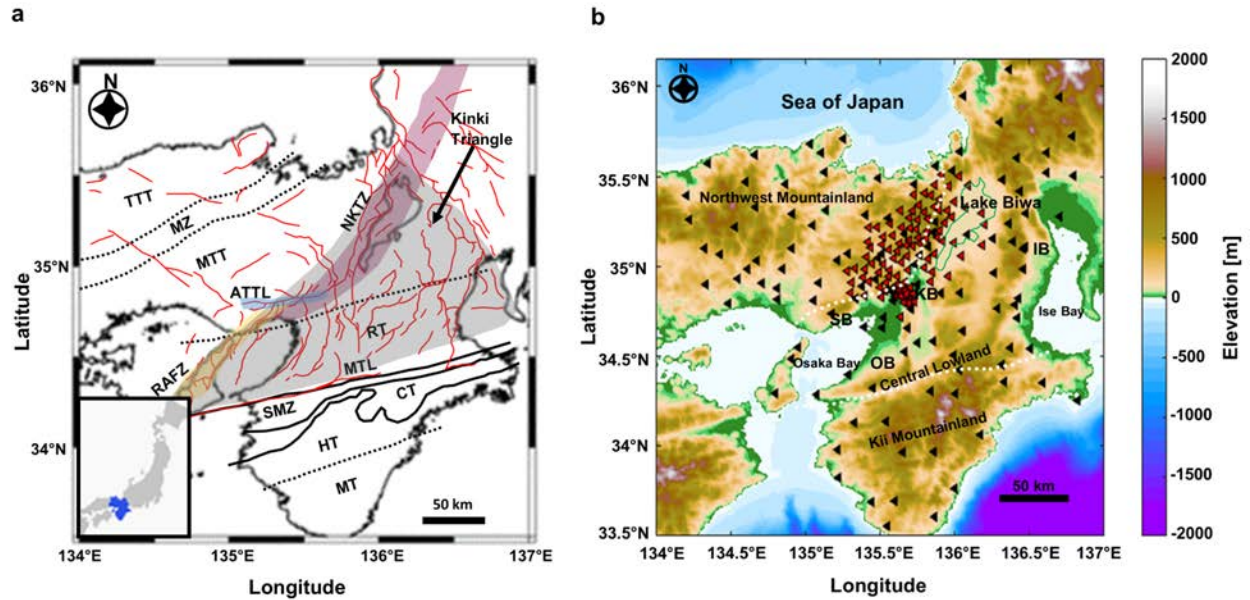 a
N
36°N
35°N
34°N
Latitude
TTT
MZ
MTT
NKTZ
Kinki
Triangle
ATTL
RT
RAFZ
MTL
SMZ
CT
HT
MT
50 km
134°E
135°E
136°E
137°E
Longitude
b
N
Sea of Japan
Northwest Mountainland
Lake Biwa
IB
KB
SB
Ise Bay
Osaka Bay
OB
Central Lowland
Kii Mountainland
50 km
36°N
35.5°N
35°N
34.5°N
34°N
33.5°N
Latitude
134°E
134.5°E
135°E
135.5°E
136°E
136.5°E
137°E
Longitude
2000
1500
1000
500
0
-500
-1000
-1500
-2000
Elevation [m]